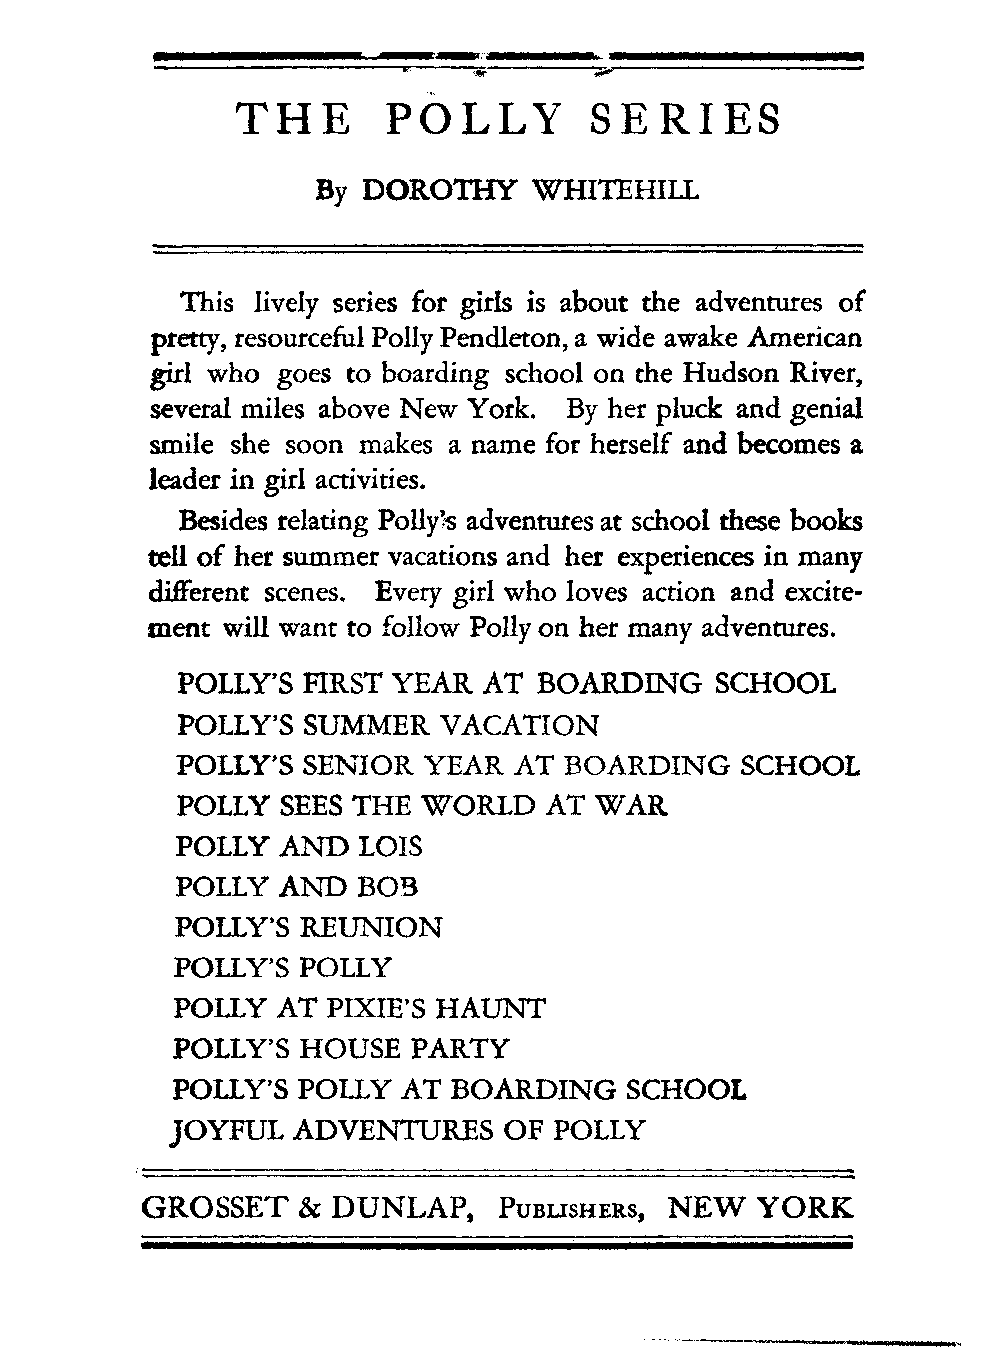 THE POLLY SERIES
By DOROTHY WHITEHILL
This lively series for girls is about the adventures of
pretty, resourceful Polly Pendleton, a wide awake American
girl who goes to boarding school on the Hudson River,
several miles above New York. By her pluck and genial
smile she soon makes a name for herself and becomes a
leader in girl activities.
Besides relating Polly's adventures at school these books
tell of her summer vacations and her experiences in many
different scenes. Every girl who loves action and excite-
ment will want to follow Polly on her many adventures.
POLLY'S FIRST YEAR AT BOARDING SCHOOL
POLLY'S SUMMER VACATION
POLLY'S SENIOR YEAR AT BOARDING SCHOOL
POLLY SEES THE WORLD AT WAR
POLLY AND LOIS
POLLY AND BOB
POLLY'S REUNION
POLLY'S POLLY
POLLY AT PIXIE'S HAUNT
POLLY'S HOUSE PARTY
POLLY'S POLLY AT BOARDING SCHOOL
JOYFUL ADVENTURES OF POLLY
GROSSET & DUNLAP, PUBLISHERS, NEW YORK